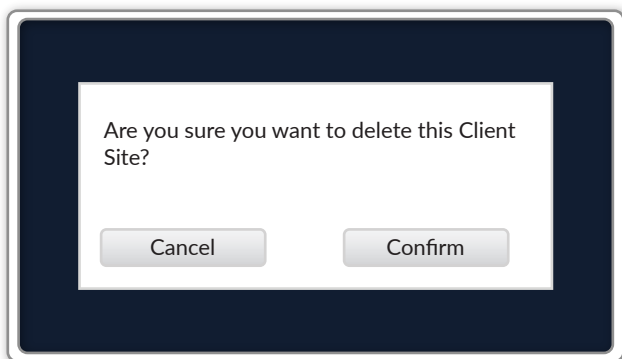 Are you sure you want to delete this Client
Site?
Cancel
Confirm